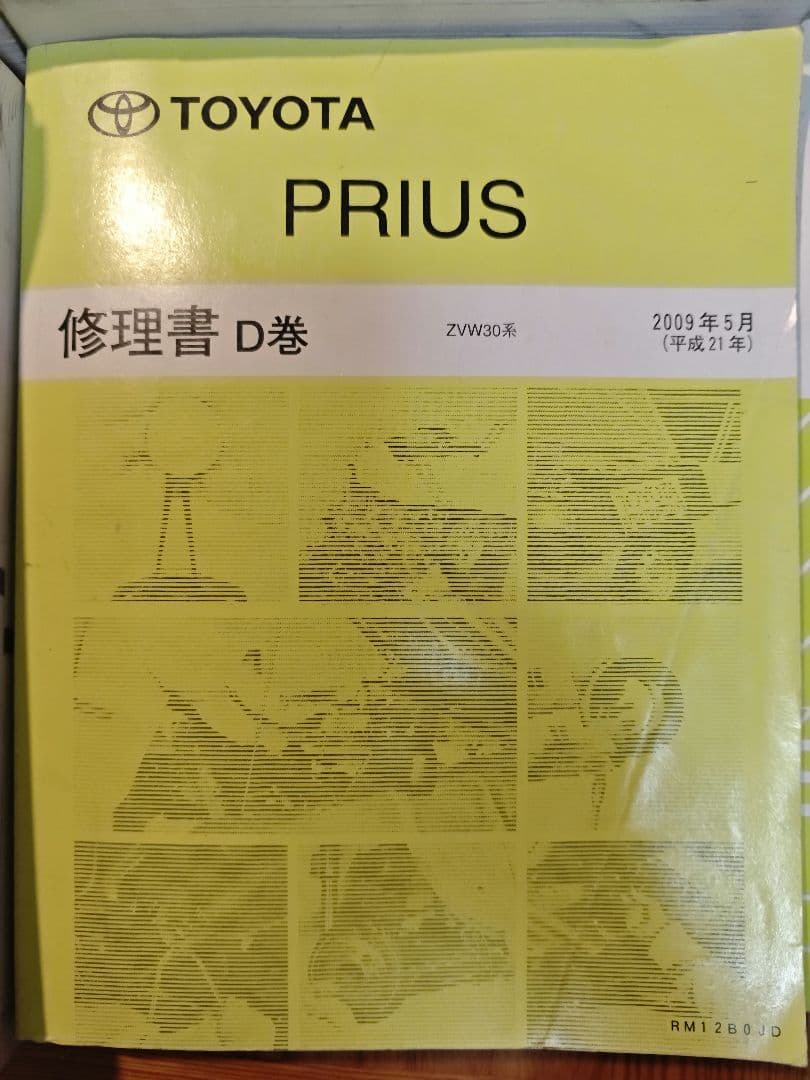 TOYOTA
PRIUS
修理書 D巻
ZVW30系
2009年5月
(平成21年)
RM12B0JD